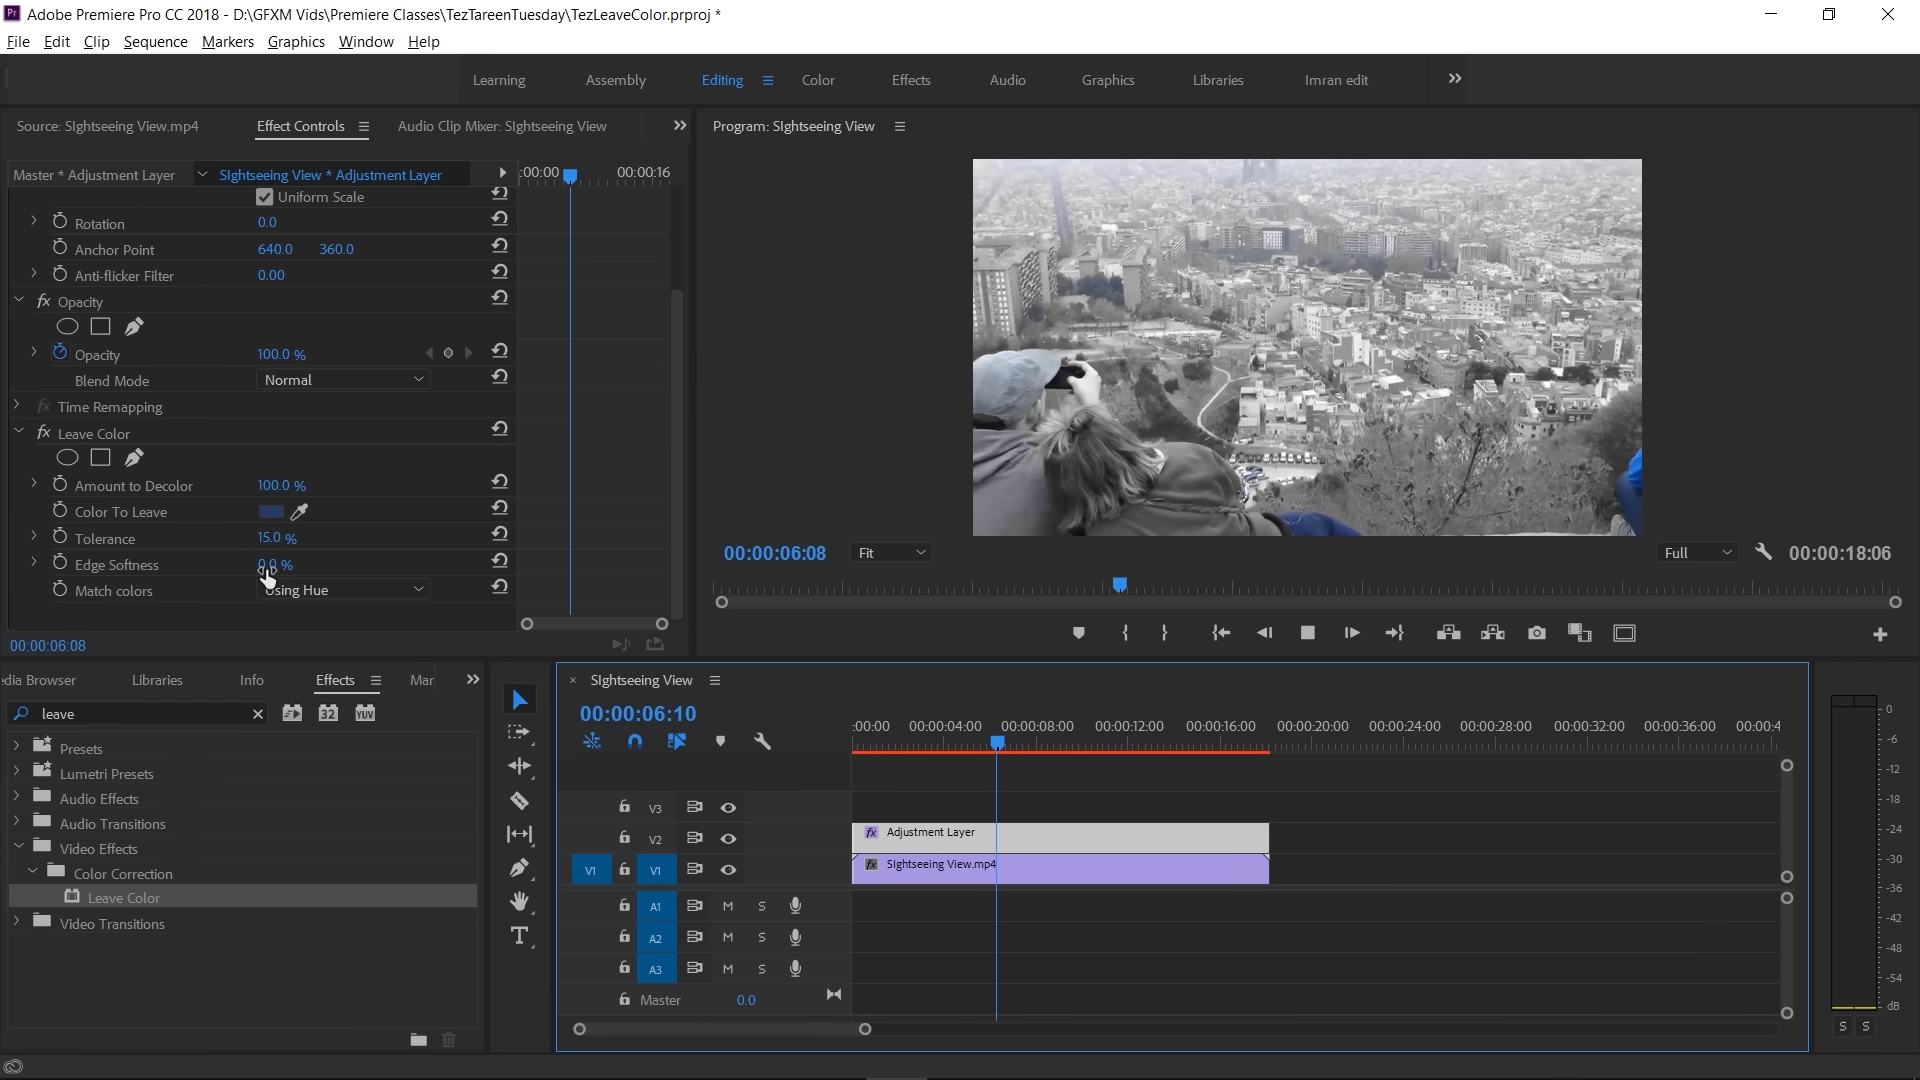 Pr Adobe Premiere Pro CC 2018 - D:\GFXM Vids\Premiere Classes\TezTareenTuesday\TezLeaveColor.prproj *
File Edit Clip Sequence Markers Graphics Window Help
Learning Assembly Editing Color Effects Audio Graphics Libraries Imran edit
Source: SIghtseeing View.mp4 Effect Controls Audio Clip Mixer: SIghtseeing View Program: SIghtseeing View
Master * Adjustment Layer SIghtseeing View * Adjustment Layer :00:00 00:00:16
Uniform Scale
Rotation 0.0
Anchor Point 640.0 360.0
Anti-flicker Filter 0.00
fx Opacity
Opacity 100.0 %
Blend Mode Normal
fx Time Remapping
fx Leave Color
Amount to Decolor 100.0 %
Color To Leave
Tolerance 15.0 %
Edge Softness 0.0 %
Match colors Using Hue
00:00:06:08
00:00:06:08 Fit Full 00:00:18:06
edia Browser Libraries Info Effects Mar
leave 32 YUV
Presets
Lumetri Presets
Audio Effects
Audio Transitions
Video Effects
Color Correction
Leave Color
Video Transitions
× SIghtseeing View
00:00:06:10
:00:00 00:00:04:00 00:00:08:00 00:00:12:00 00:00:16:00 00:00:20:00 00:00:24:00 00:00:28:00 00:00:32:00 00:00:36:00 00:00:4
V3
V2 fx Adjustment Layer
V1 V1 fx SIghtseeing View.mp4
A1 M S
A2 M S
A3 M S
Master 0.0
0
-6
-12
-18
-24
-30
-36
-42
-48
-54
dB
S S